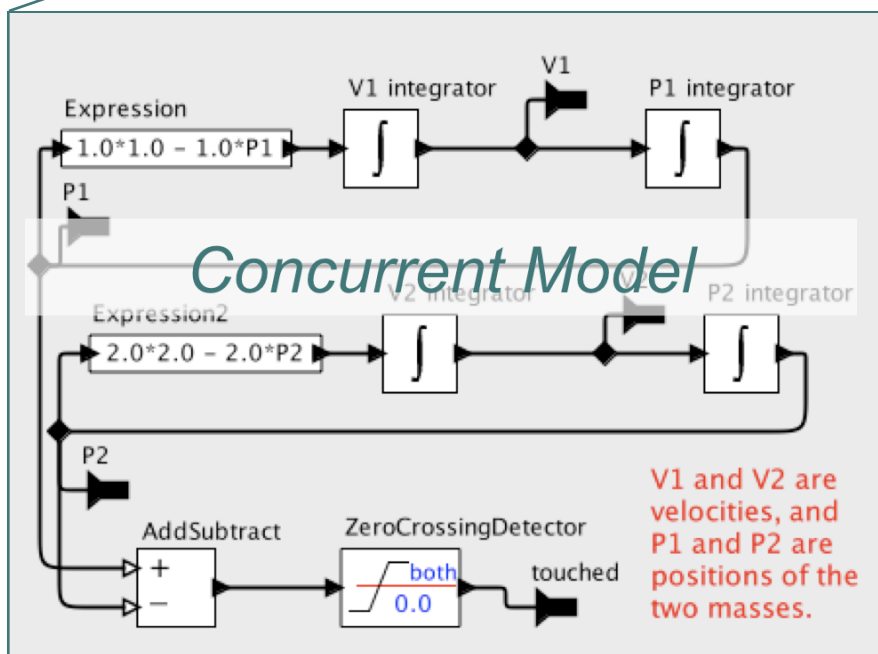 V1
V1 integrator
P1 integrator
Expression
1.0*1.0 - 1.0*P1
∫
∫
P1
Concurrent Model
V2
V2 integrator
P2 integrator
Expression2
2.0*2.0 - 2.0*P2
∫
∫
P2
V1 and V2 are
velocities, and
P1 and P2 are
positions of the
two masses.
AddSubtract
ZeroCrossingDetector
+
−
both
0.0
touched